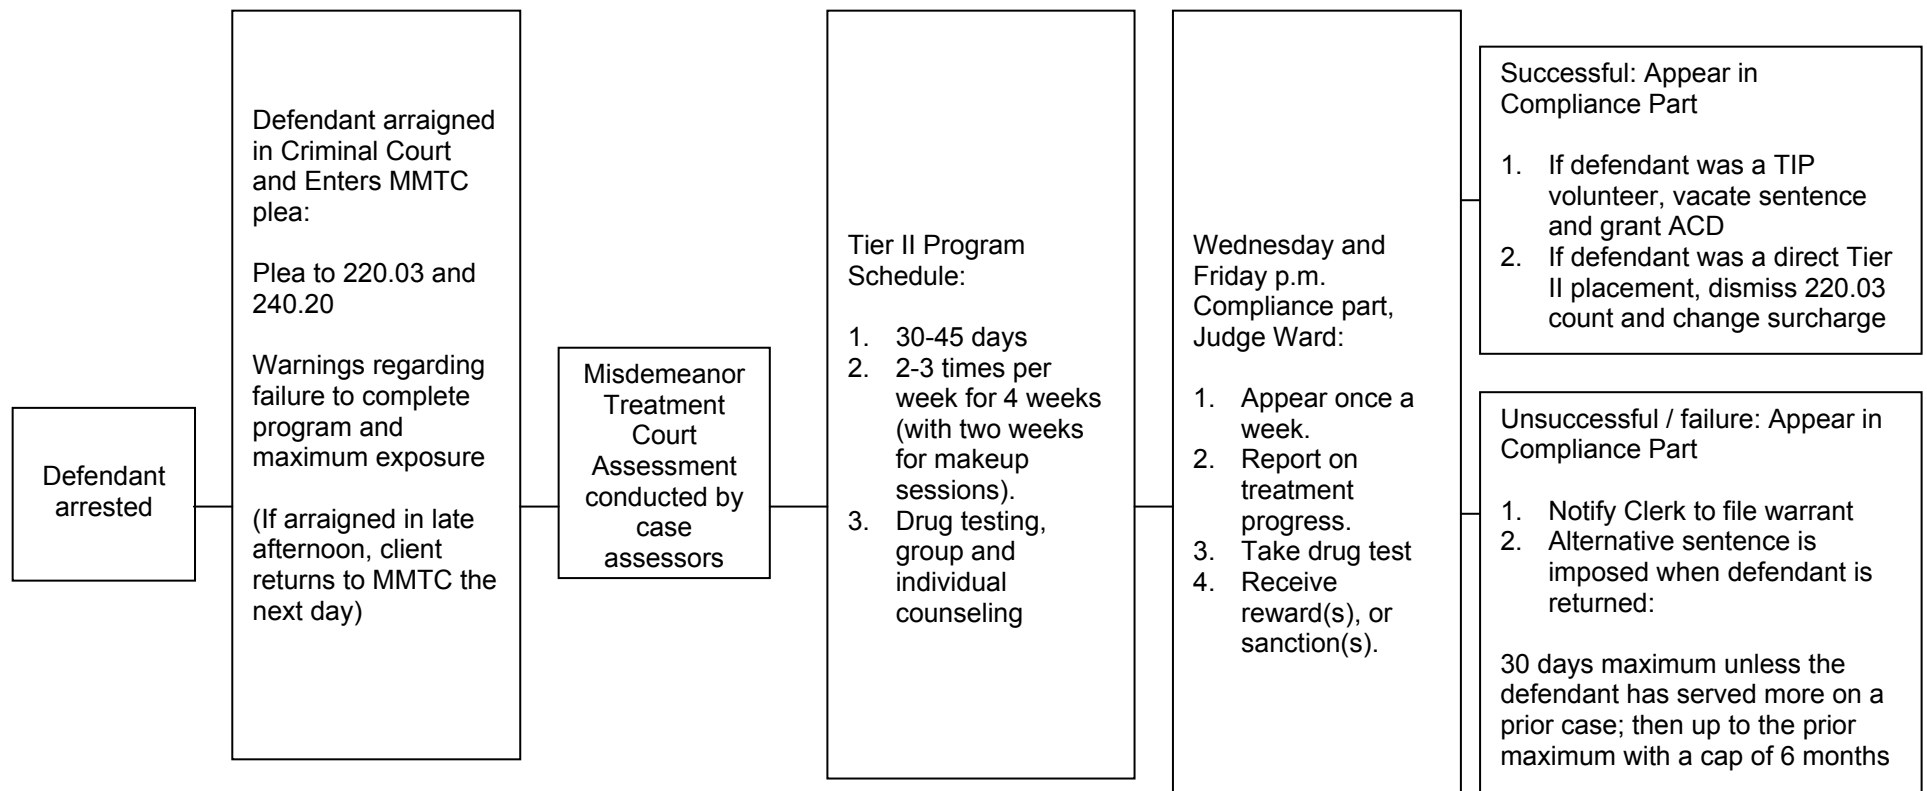 Defendant
arrested
Defendant arraigned
in Criminal Court
and Enters MMTC
plea:
Plea to 220.03 and
240.20
Warnings regarding
failure to complete
program and
maximum exposure
(If arraigned in late
afternoon, client
returns to MMTC the
next day)
Misdemeanor
Treatment
Court
Assessment
conducted by
case
assessors
Tier II Program
Schedule:
1. 30-45 days
2. 2-3 times per
week for 4 weeks
(with two weeks
for makeup
sessions).
3. Drug testing,
group and
individual
counseling
Wednesday and
Friday p.m.
Compliance part,
Judge Ward:
1. Appear once a
week.
2. Report on
treatment
progress.
3. Take drug test
4. Receive
reward(s), or
sanction(s).
Successful: Appear in
Compliance Part
1. If defendant was a TIP
volunteer, vacate sentence
and grant ACD
2. If defendant was a direct Tier
II placement, dismiss 220.03
count and change surcharge
Unsuccessful / failure: Appear in
Compliance Part
1. Notify Clerk to file warrant
2. Alternative sentence is
imposed when defendant is
returned:
30 days maximum unless the
defendant has served more on a
prior case; then up to the prior
maximum with a cap of 6 months